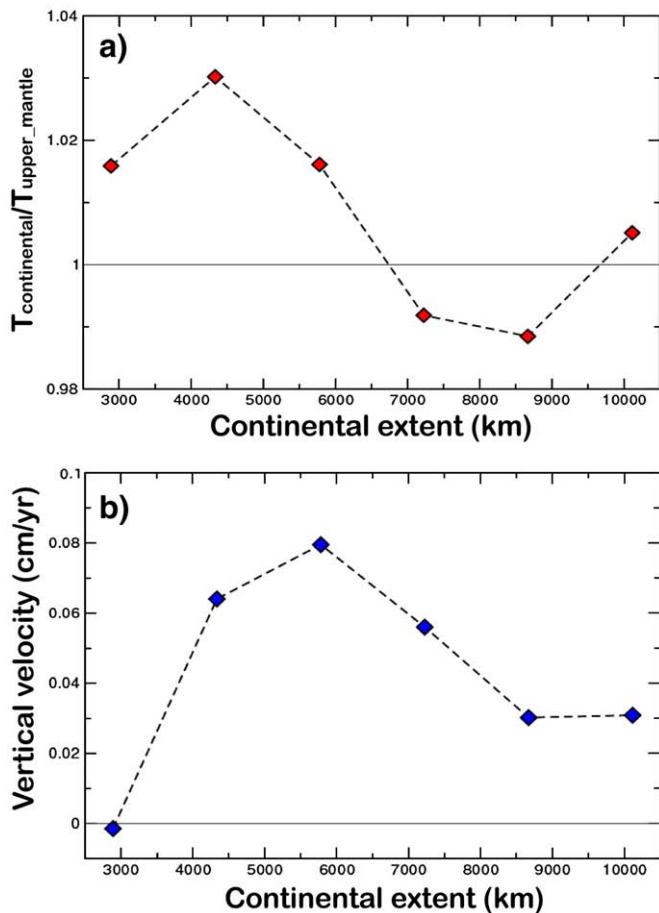 a)
1.04
1.02
1
0.98
T continental/T upper_mantle
3000 4000 5000 6000 7000 8000 9000 10000
Continental extent (km)
b)
0.1
0.08
0.06
0.04
0.02
0
Vertical velocity (cm/yr)
3000 4000 5000 6000 7000 8000 9000 10000
Continental extent (km)